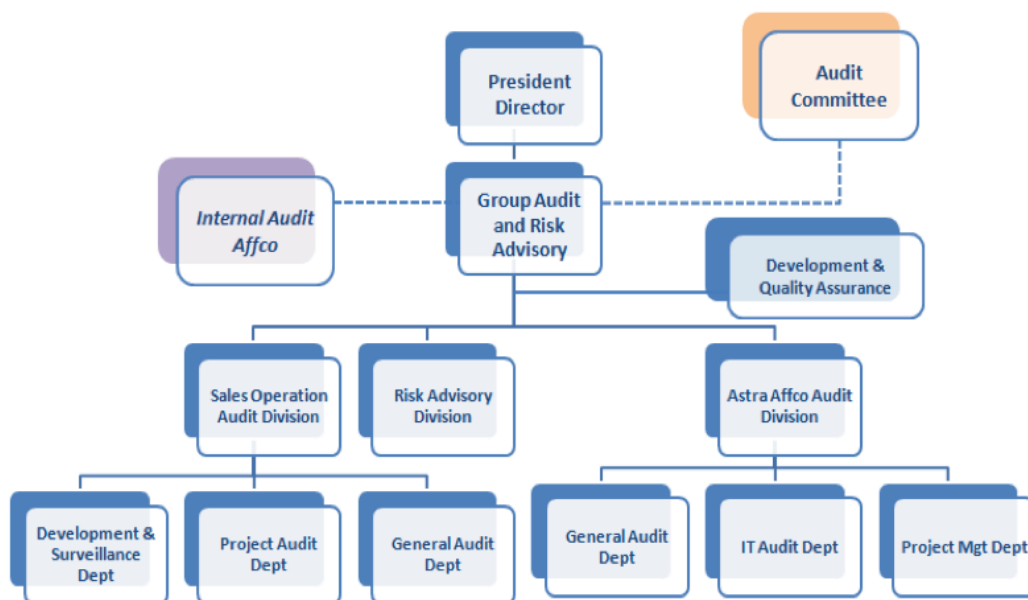 President
Director
Audit
Committee
Internal Audit
Affco
Group Audit
and Risk
Advisory
Development &
Quality Assurance
Sales Operation
Audit Division
Risk Advisory
Division
Astra Affco Audit
Division
Development &
Surveillance
Dept
Project Audit
Dept
General Audit
Dept
General Audit
Dept
IT Audit Dept
Project Mgt Dept